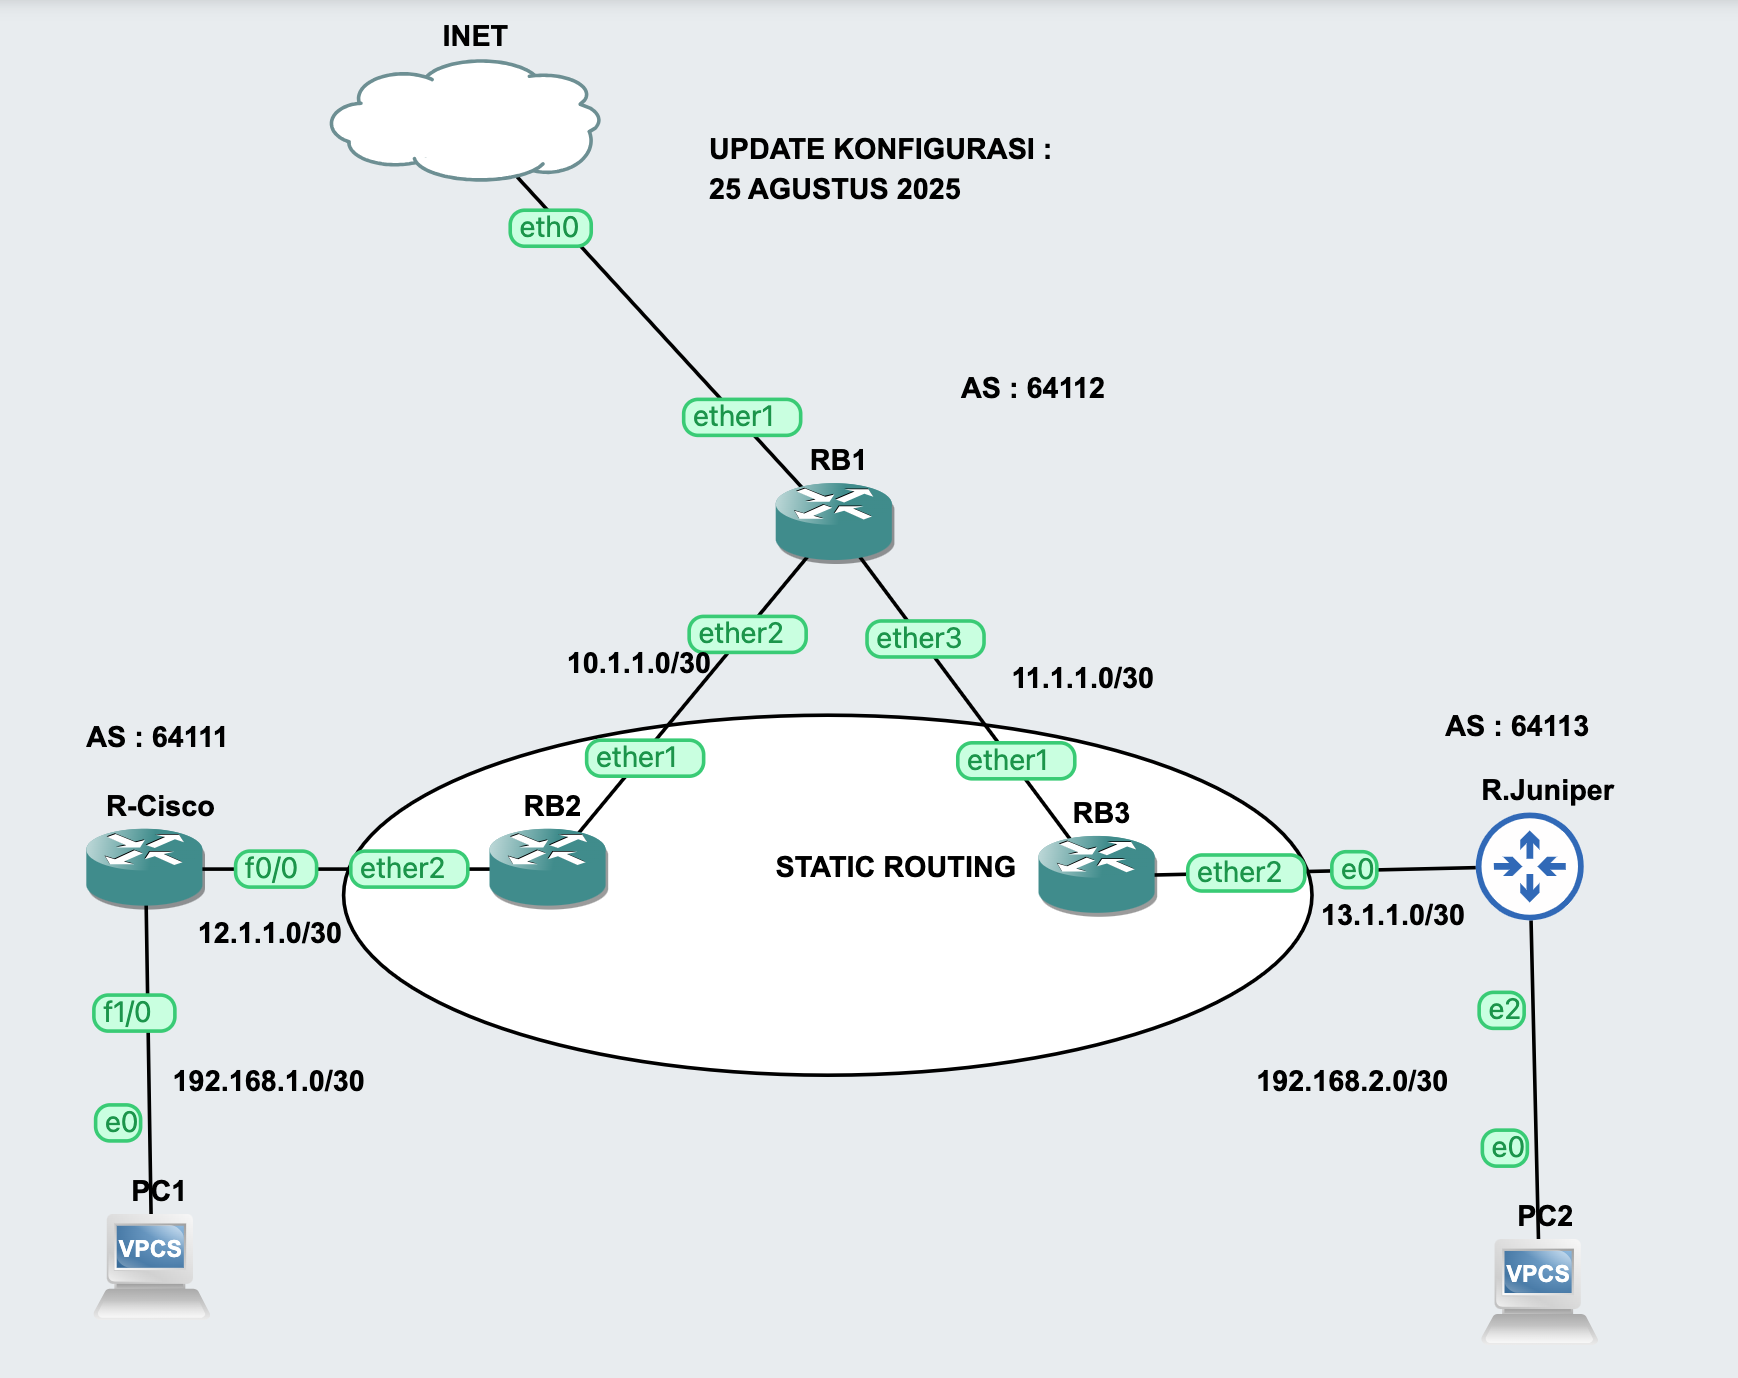 INET
UPDATE KONFIGURASI :
25 AGUSTUS 2025
eth0
AS : 64112
ether1
RB1
ether2
ether3
10.1.1.0/30
11.1.1.0/30
AS : 64111
AS : 64113
ether1
ether1
R-Cisco
RB2
RB3
R.Juniper
f0/0
ether2
STATIC ROUTING
ether2
e0
12.1.1.0/30
13.1.1.0/30
f1/0
e2
192.168.1.0/30
192.168.2.0/30
e0
e0
PC1
PC2
VPCS
VPCS